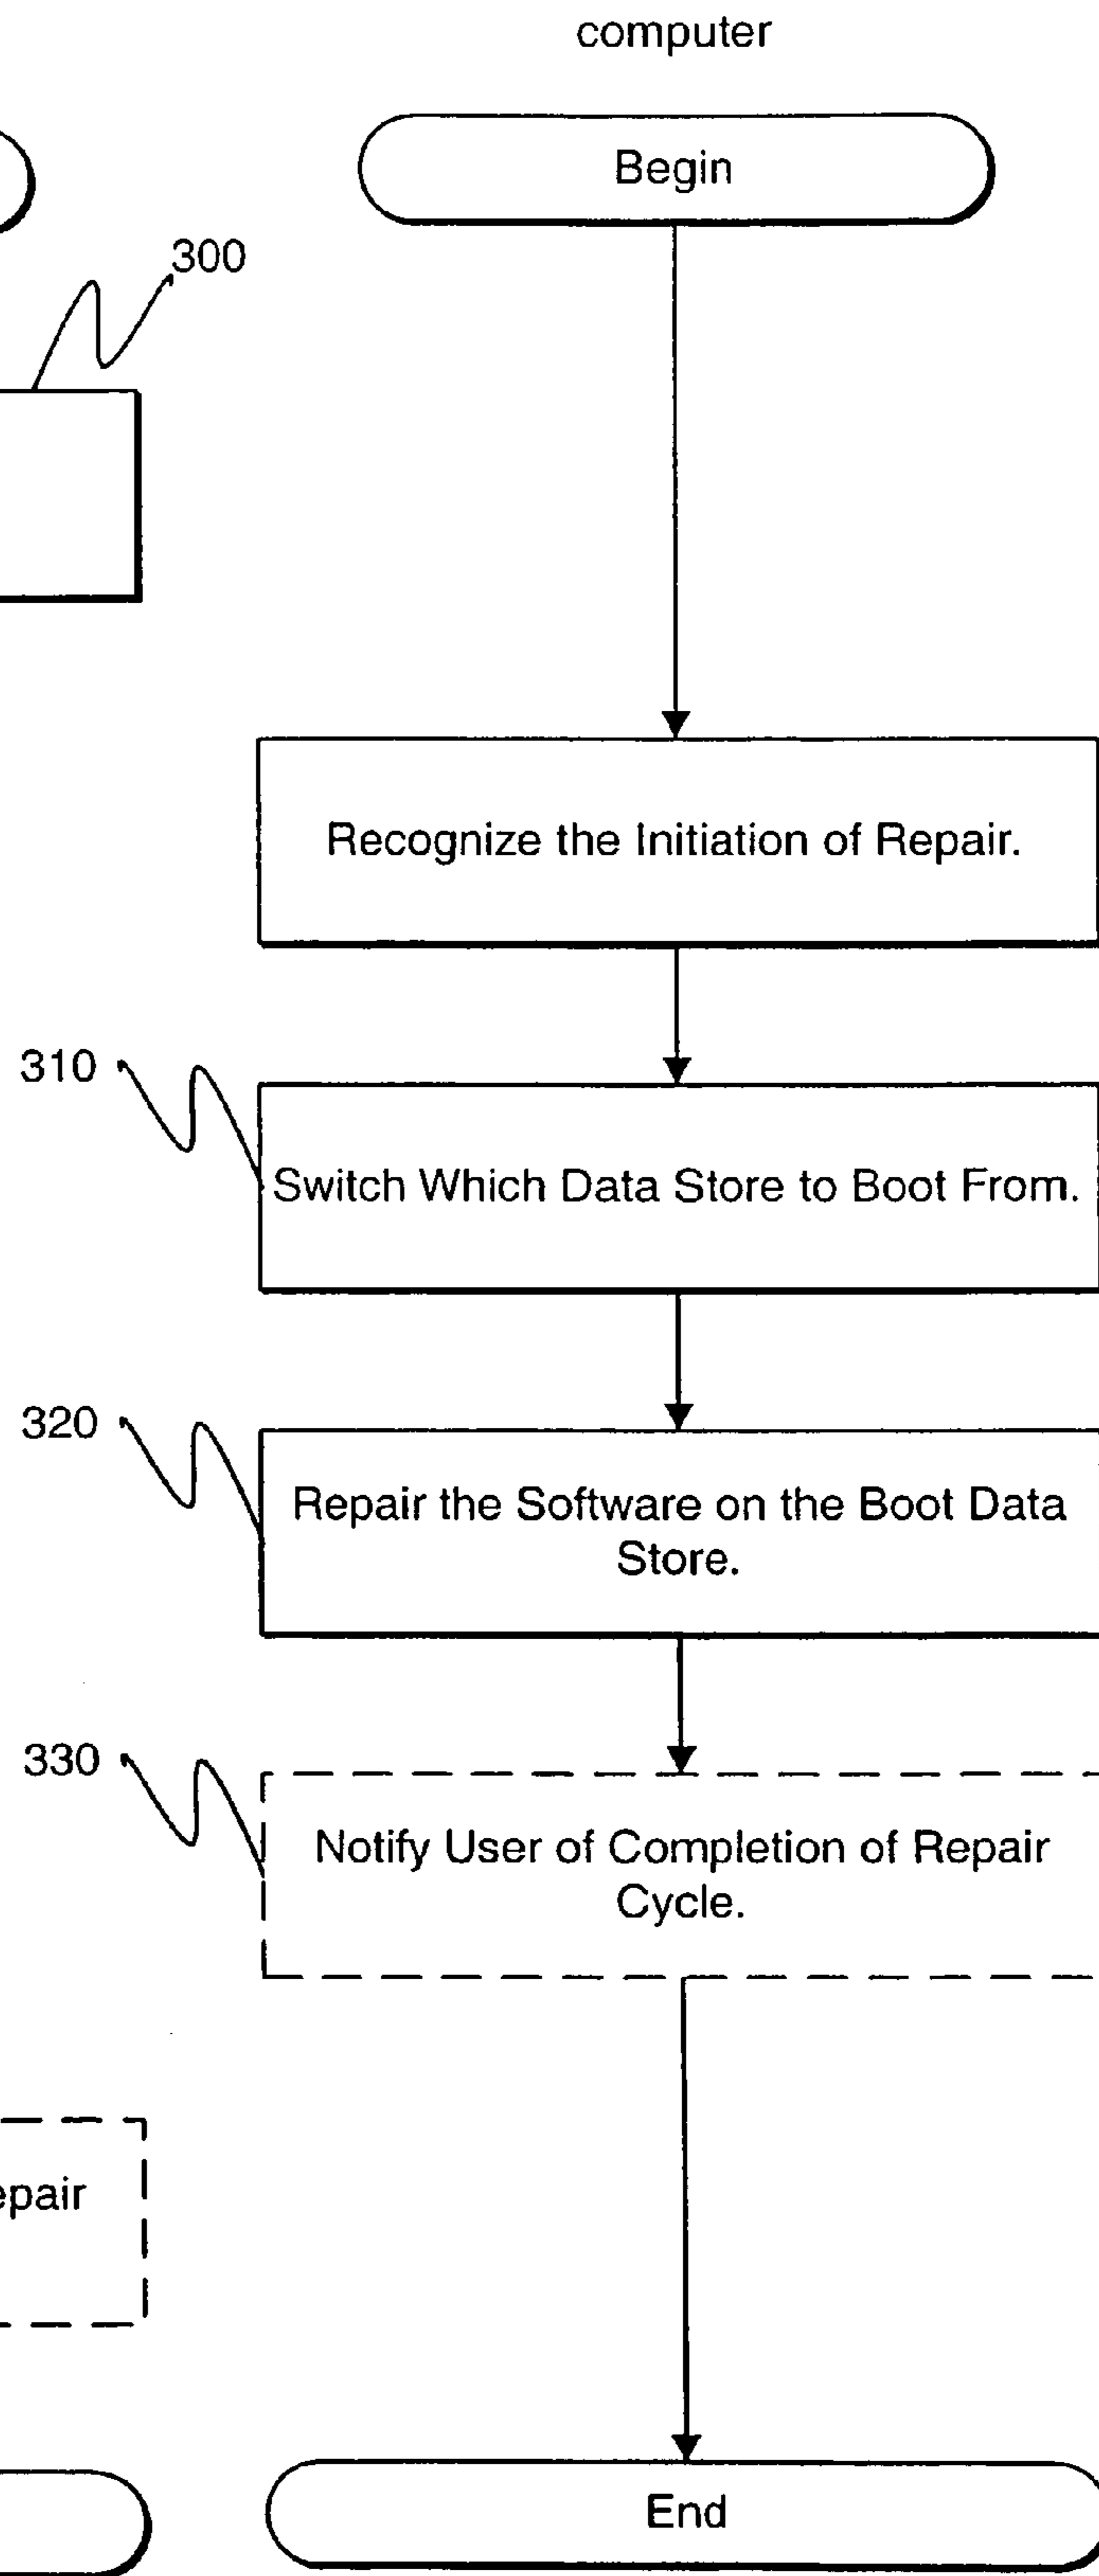 computer
Begin
300
Recognize the Initiation of Repair.
310
Switch Which Data Store to Boot From.
320
Repair the Software on the Boot Data
Store.
330
Notify User of Completion of Repair
Cycle.
epair
End